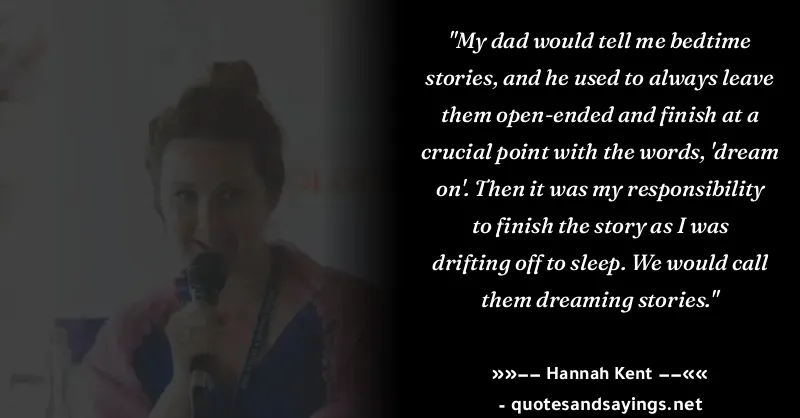 "My dad would tell me bedtime
stories, and he used to always leave
them open-ended and finish at a
crucial point with the words, 'dream
on'. Then it was my responsibility
to finish the story as I was
drifting off to sleep. We would call
them dreaming stories."
»»−− Hannah Kent −−««
- quotesandsayings.net